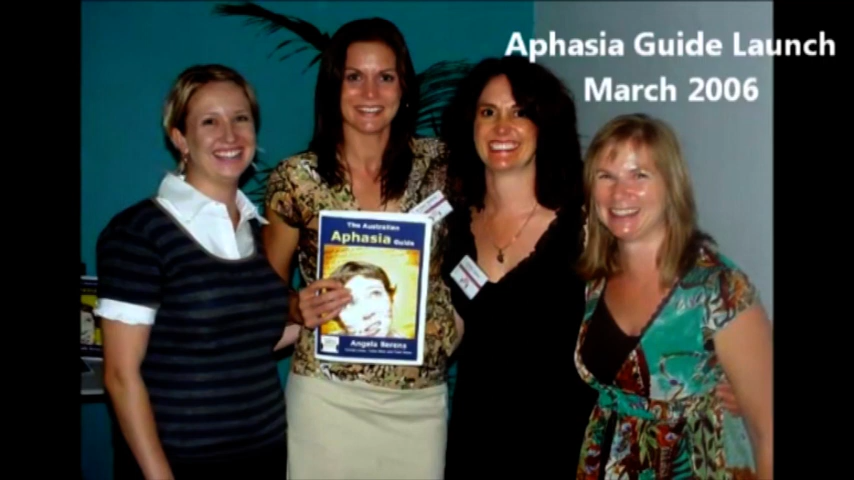 Aphasia Guide Launch
March 2006
The Australian
Aphasia Guide
Angela Berens